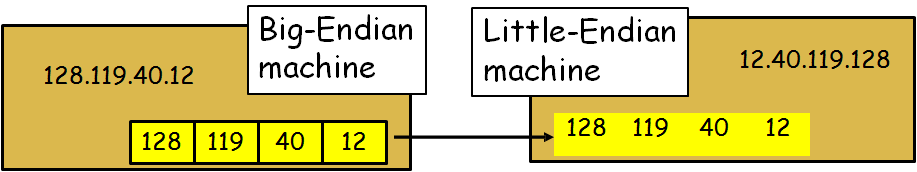 Big-Endian
machine
128.119.40.12
128 119 40 12
Little-Endian
machine
12.40.119.128
128 119 40 12